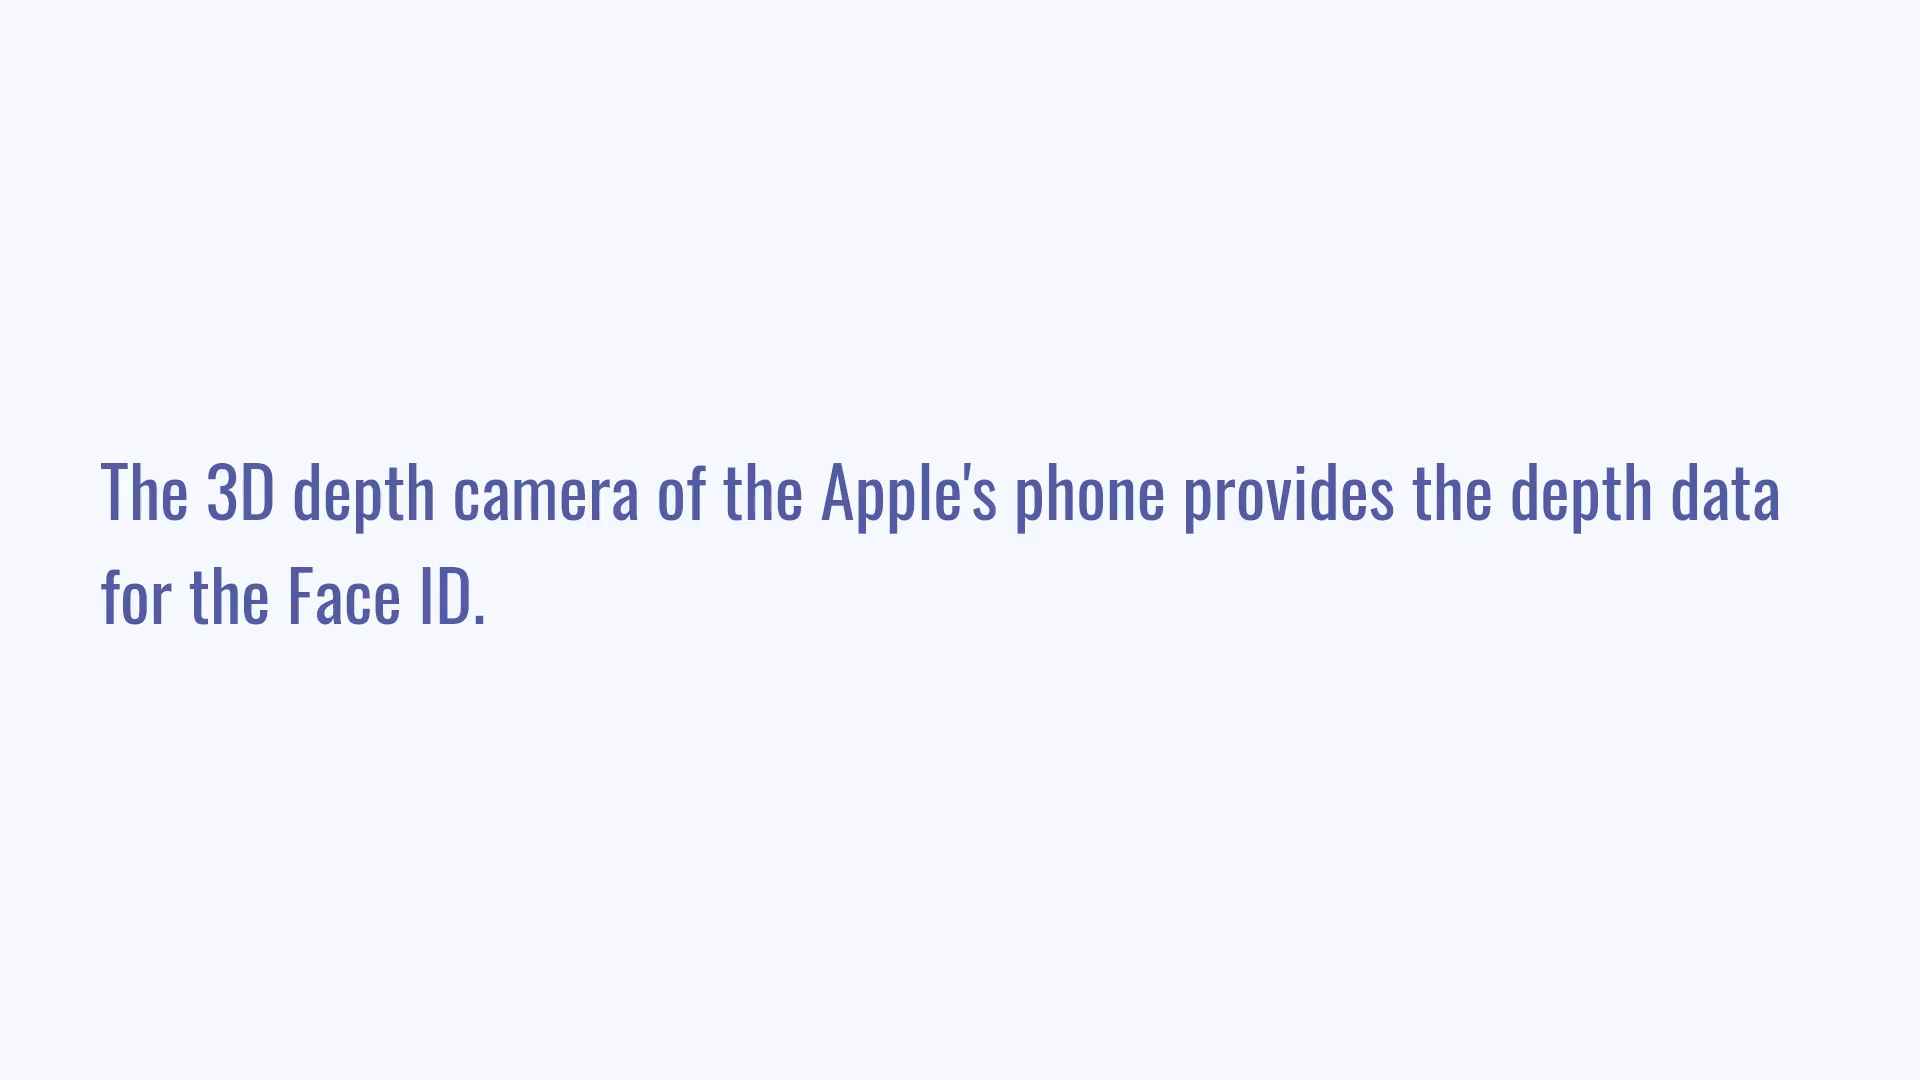 The 3D depth camera of the Apple's phone provides the depth data
for the Face ID.